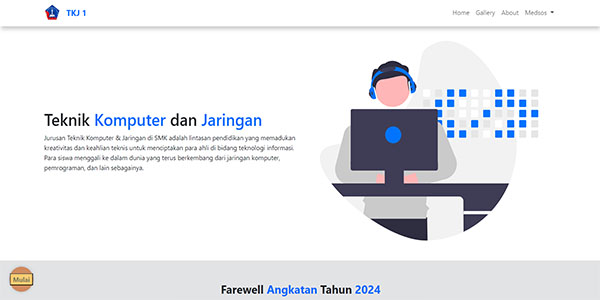 TKJ 1
Home Gallery About Medsos
Teknik Komputer dan Jaringan
Jurusan Teknik Komputer & Jaringan di SMK adalah lintasan pendidikan yang memadukan
kreativitas dan keahlian teknis untuk menciptakan para ahli di bidang teknologi informasi.
Para siswa menggali ke dalam dunia yang terus berkembang dari jaringan komputer,
pemrograman, dan lain sebagainya.
Mulai
Farewell Angkatan Tahun 2024